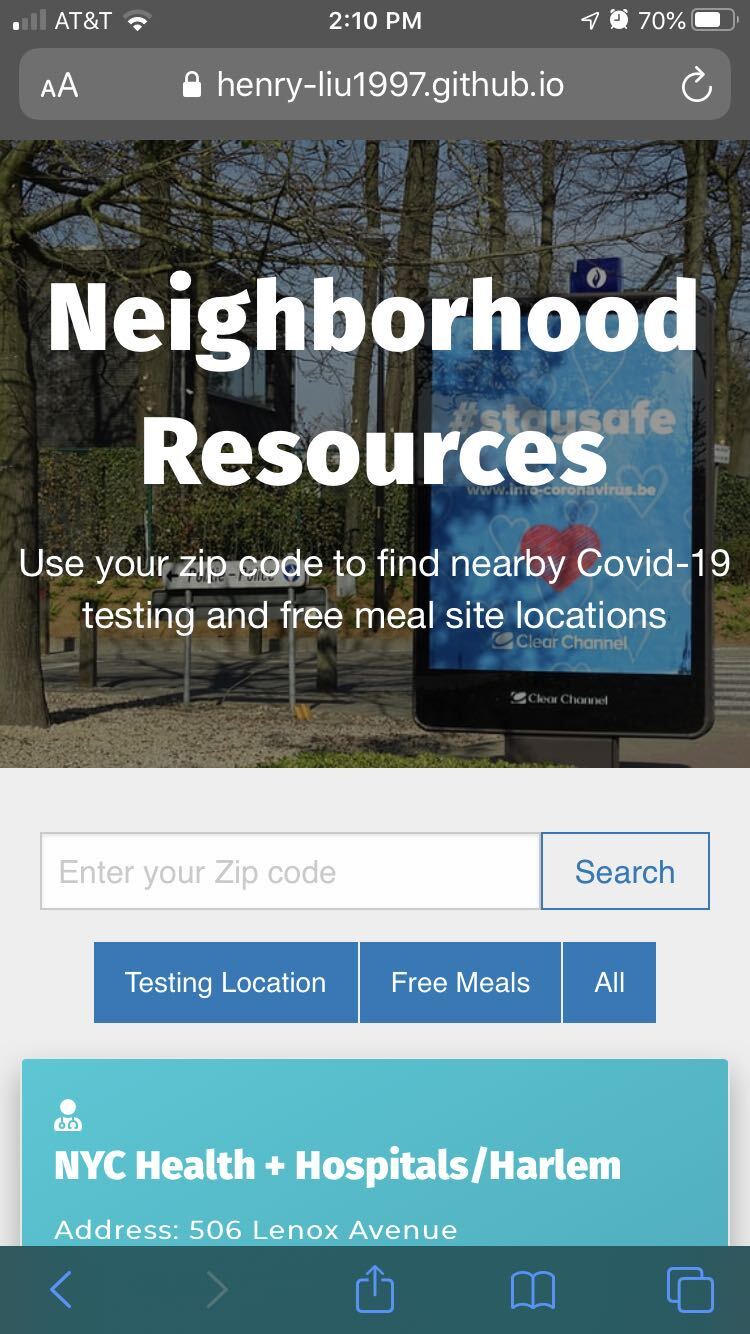 AT&T 2:10 PM 70%
AA henry-liu1997.github.io
Neighborhood
#staysafe
Resources
www.info-coronavirus.be
Use your zip code to find nearby Covid-19
testing and free meal site locations
Clear Channel
Clear Channel
Enter your Zip code Search
Testing Location Free Meals All
NYC Health + Hospitals/Harlem
Address: 506 Lenox Avenue